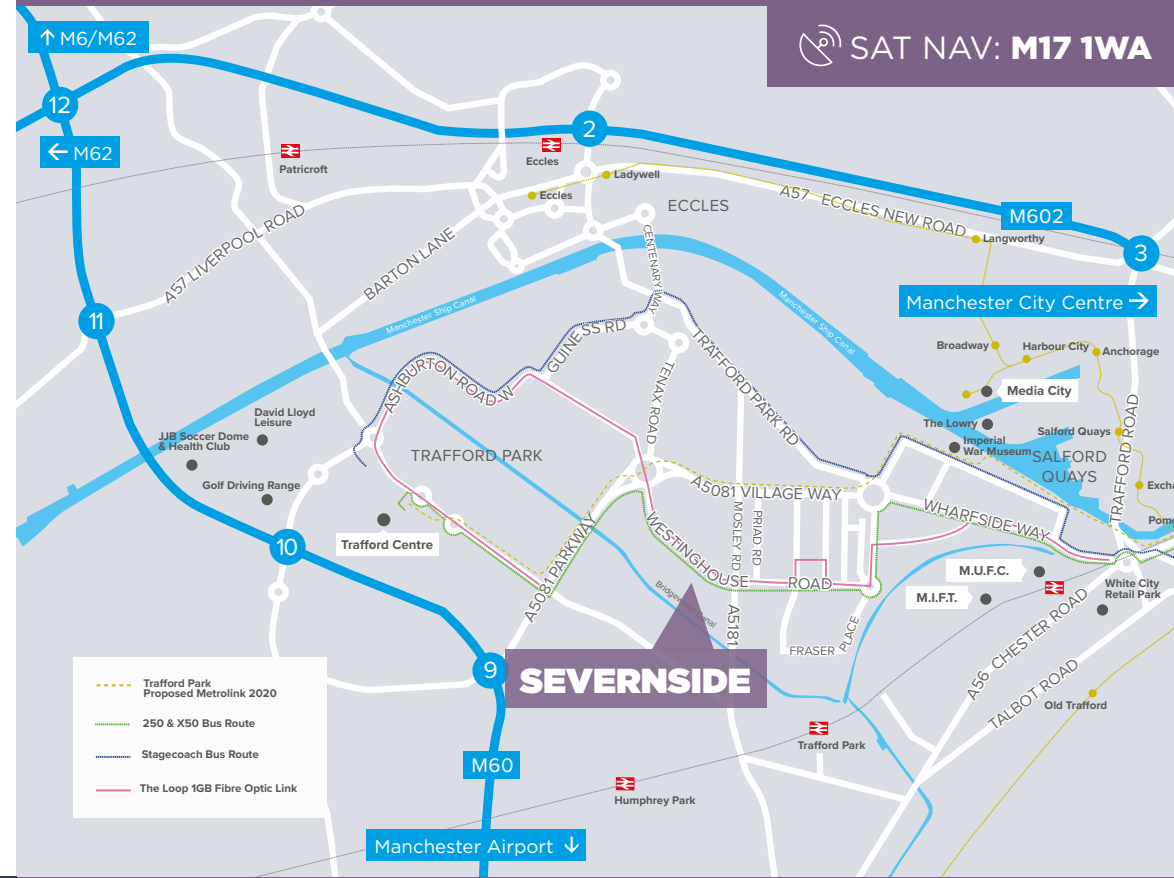 SAT NAV: M17 1WA
↑ M6/M62
12
← M62
2
Patricroft
Eccles
Ladywell
Eccles
ECCLES
A57 ECCLES NEW ROAD
M602
Langworthy
3
A57 LIVERPOOL ROAD
BARTON LANE
CENTENARY WAY
Manchester City Centre →
11
Manchester Ship Canal
Manchester Ship Canal
GUINESS RD
TRAFFORD PARK RD
Broadway
Harbour City
Anchorage
ASHBURTON ROAD W
TENAX ROAD
Media City
TRAFFORD ROAD
David Lloyd
Leisure
JJB Soccer Dome
& Health Club
The Lowry
Salford Quays
Imperial
War Museum
SALFORD
QUAYS
TRAFFORD PARK
Golf Driving Range
A5081 VILLAGE WAY
Excha
Trafford Centre
WHARFSIDE WAY
Pom
10
A5081 PARKWAY
WESTINGHOUSE ROAD
MOSLEY RD
PRIAD RD
M.U.F.C.
White City
Retail Park
M.I.F.T.
A5181
FRASER PLACE
A56 CHESTER ROAD
TALBOT ROAD
9
SEVERNSIDE
Old Trafford
Trafford Park
Proposed Metrolink 2020
250 & X50 Bus Route
Stagecoach Bus Route
The Loop 1GB Fibre Optic Link
Trafford Park
M60
Humphrey Park
Manchester Airport ↓